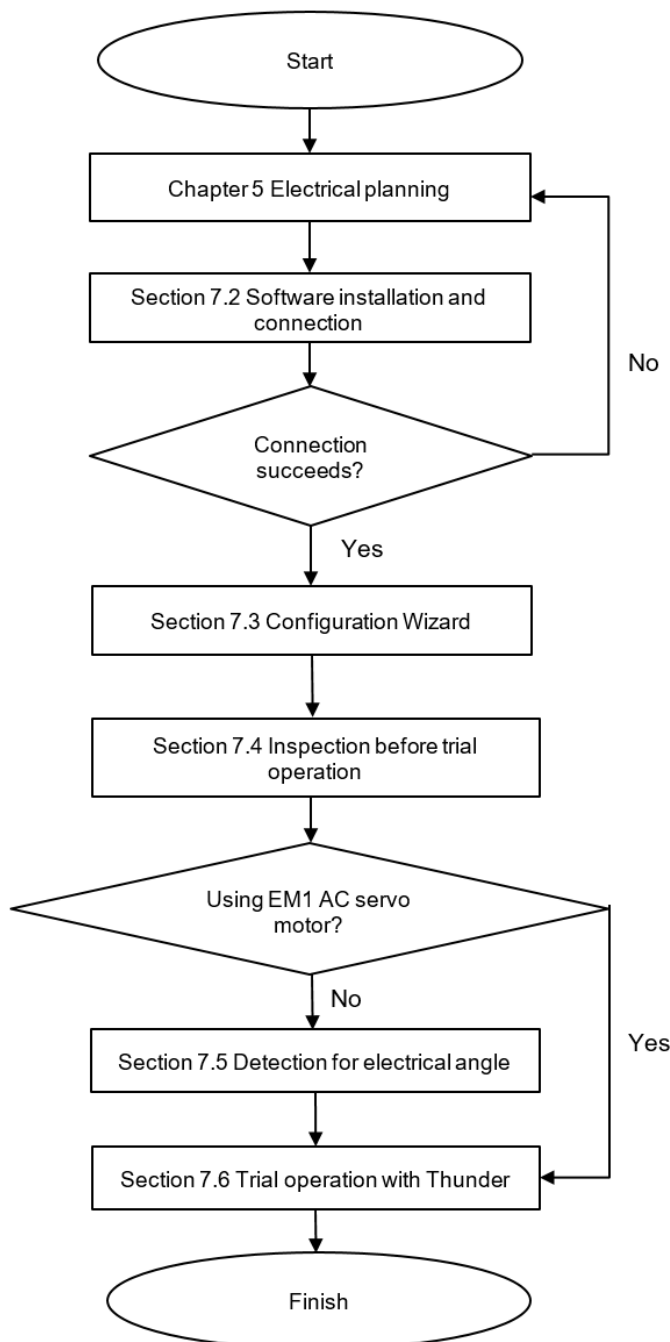 Start
Chapter 5 Electrical planning
Section 7.2 Software installation and
connection
No
Connection
succeeds?
Yes
Section 7.3 Configuration Wizard
Section 7.4 Inspection before trial
operation
Using EM1 AC servo
motor?
No
Yes
Section 7.5 Detection for electrical angle
Section 7.6 Trial operation with Thunder
Finish